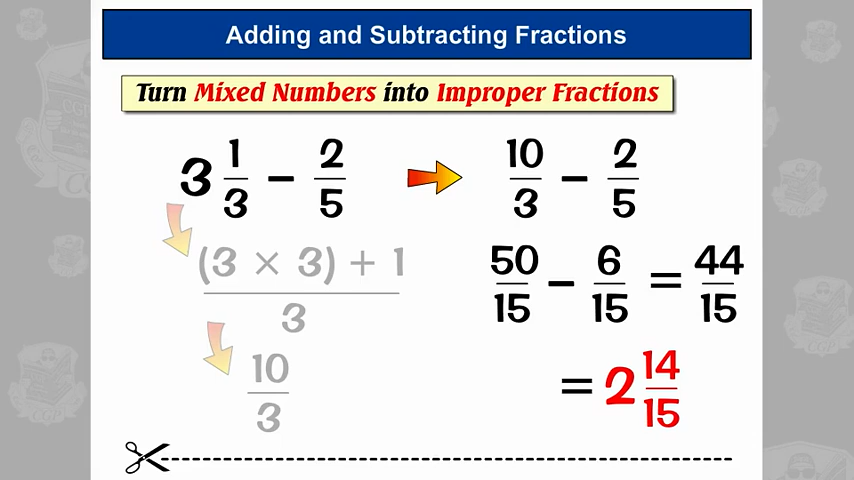 Adding and Subtracting Fractions
Turn Mixed Numbers into Improper Fractions
3 1/3 − 2/5
(3 × 3) + 1 / 3
10/3
10/3 − 2/5
50/15 − 6/15 = 44/15
= 2 14/15